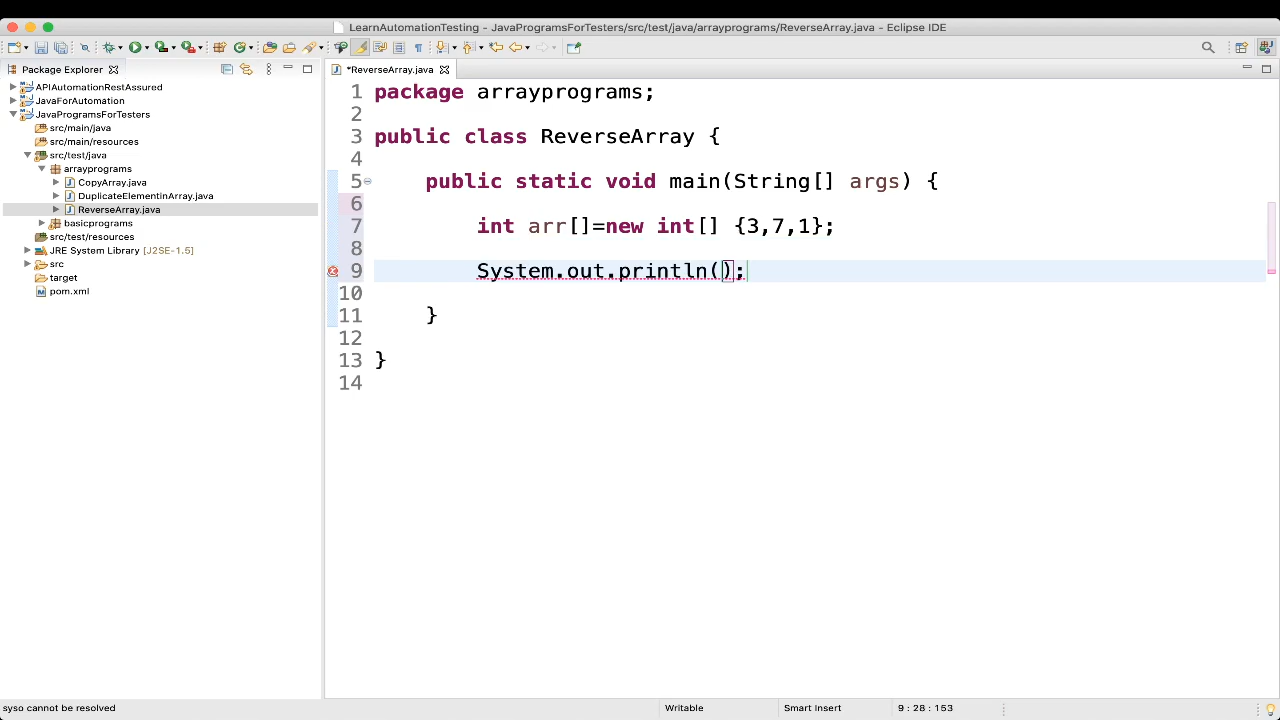 LearnAutomationTesting - JavaProgramsForTesters/src/test/java/arrayprograms/ReverseArray.java - Eclipse IDE
Package Explorer
*ReverseArray.java
APIAutomationRestAssured
JavaForAutomation
JavaProgramsForTesters
src/main/java
src/main/resources
src/test/java
arrayprograms
CopyArray.java
DuplicateElementinArray.java
ReverseArray.java
basicprograms
src/test/resources
JRE System Library [J2SE-1.5]
src
target
pom.xml
1 package arrayprograms;
2
3 public class ReverseArray {
4
5 public static void main(String[] args) {
6
7 int arr[]=new int[] {3,7,1};
8
9 System.out.println();
10
11 }
12
13 }
14
syso cannot be resolved
Writable
Smart Insert
9 : 28 : 153